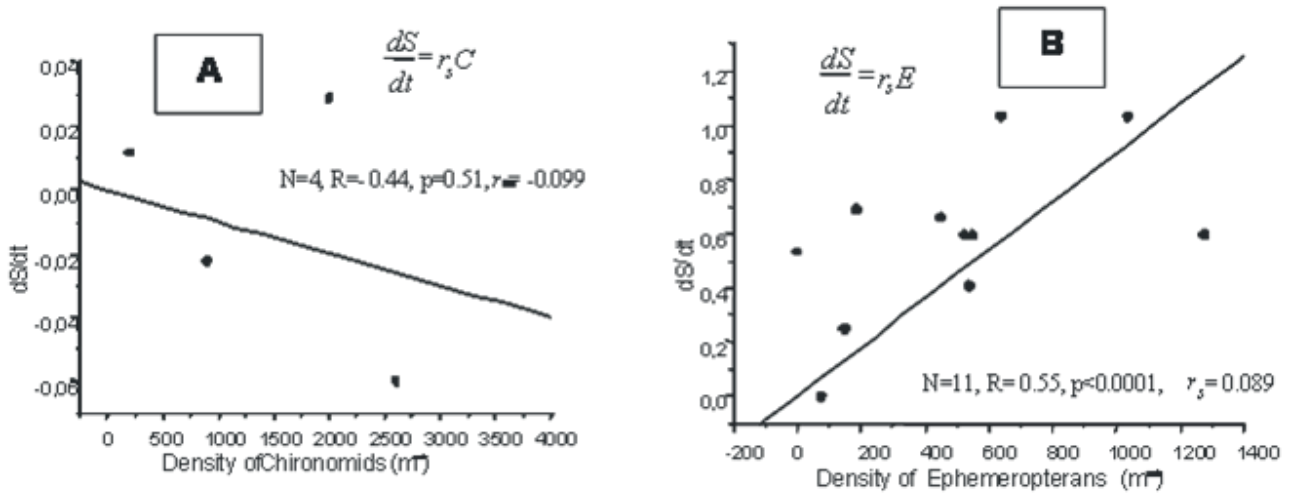 A
dS/dt = r_s C
N=4, R=- 0.44, p=0.51, r = -0.099
0,04
0,02
0,00
-0,02
-0,04
-0,06
dS/dt
0 500 1000 1500 2000 2500 3000 3500 4000
Density of Chironomids (m
B
dS/dt = r_s E
1,2
1,0
0,8
0,6
0,4
0,2
0,0
dS/dt
N=11, R= 0.55, p<0.0001, r_s = 0.089
-200 0 200 400 600 800 1000 1200 1400
Density of Ephemeropterans (m